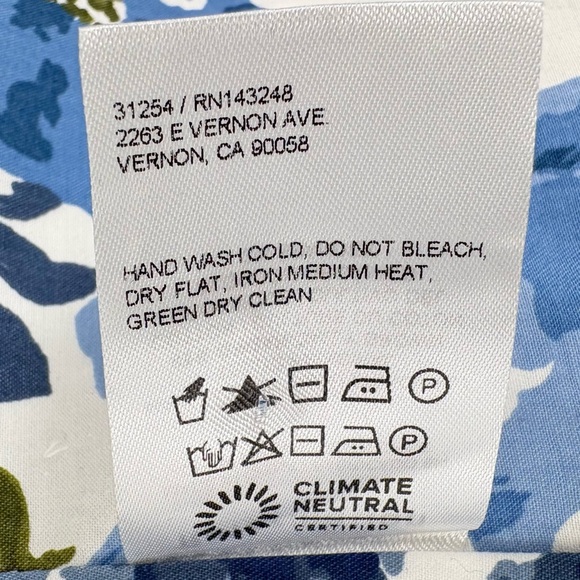 31254 / RN143248
2263 E VERNON AVE.
VERNON, CA 90058
HAND WASH COLD, DO NOT BLEACH,
DRY FLAT, IRON MEDIUM HEAT,
GREEN DRY CLEAN
P
P
CLIMATE
NEUTRAL
CERTIFIED